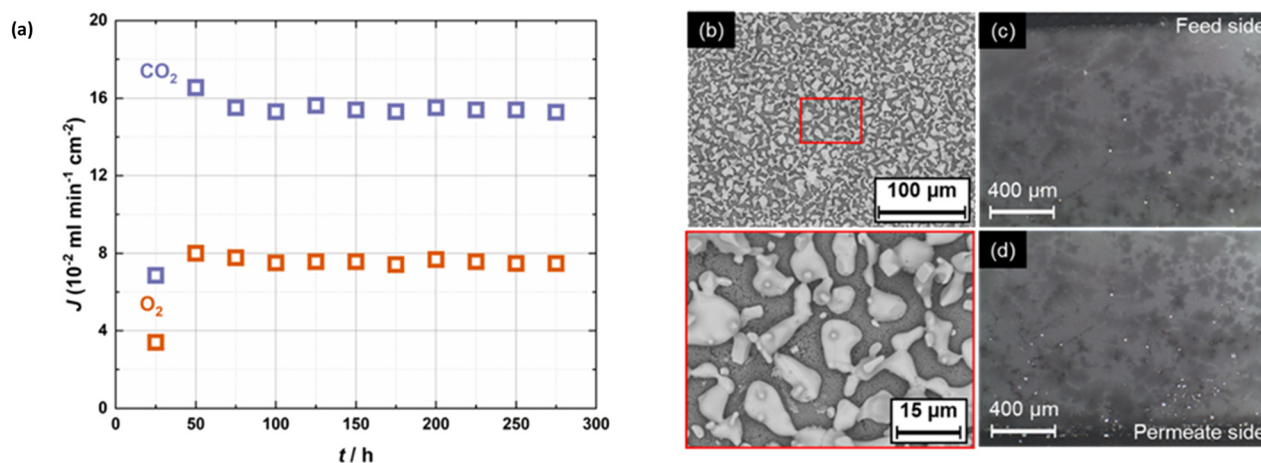 (a)
20
16
12
8
4
0
J (10⁻² ml min⁻¹ cm⁻²)
CO₂
O₂
0 50 100 150 200 250 300
t / h
(b)
100 µm
15 µm
(c)
Feed side
400 µm
(d)
400 µm
Permeate side